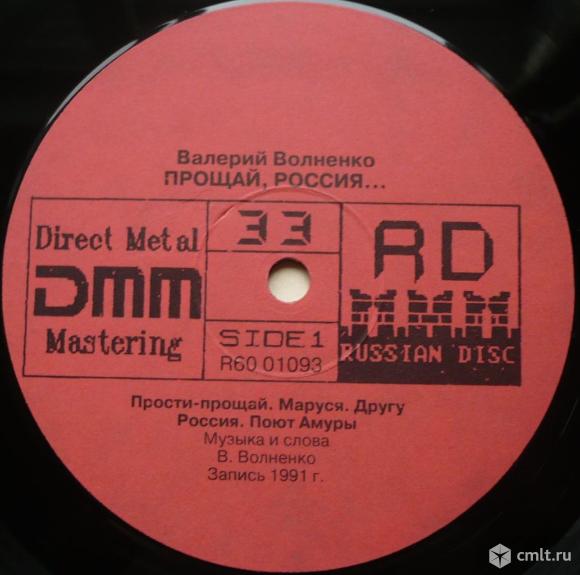 Валерий Волненко
ПРОЩАЙ, РОССИЯ...
Direct Metal
DMM
Mastering
33
SIDE 1
R60 01093
RD
RUSSIAN DISC
Прости-прощай. Маруся. Другу
Россия. Поют Амуры
Музыка и слова
В. Волненко
Запись 1991 г.
cmlt.ru